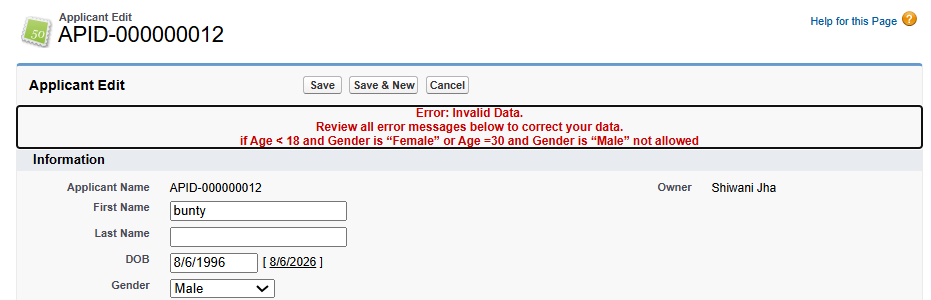 Applicant Edit
APID-000000012
Help for this Page ?
50
Applicant Edit Save Save & New Cancel
Error: Invalid Data.
Review all error messages below to correct your data.
if Age < 18 and Gender is “Female” or Age =30 and Gender is “Male” not allowed
Information
Applicant Name APID-000000012 Owner Shiwani Jha
First Name bunty
Last Name
DOB 8/6/1996 [ 8/6/2026 ]
Gender Male